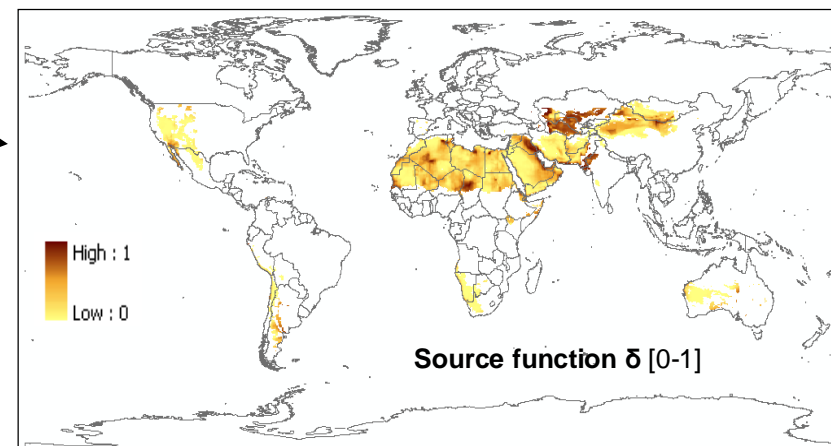 High : 1
Low : 0
Source function δ [0-1]